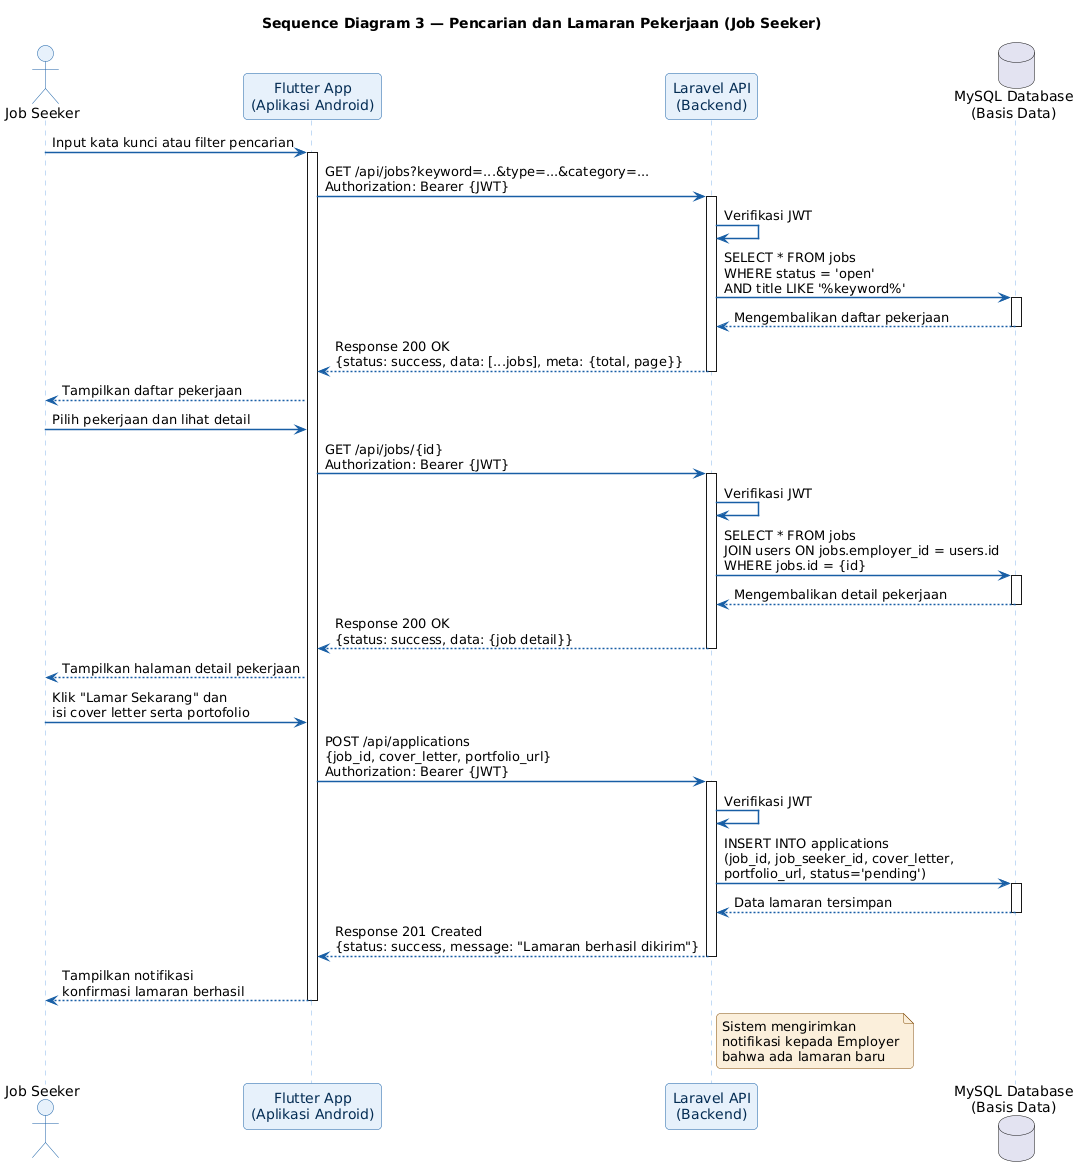 Sequence Diagram 3 — Pencarian dan Lamaran Pekerjaan (Job Seeker)
Job Seeker
Flutter App
(Aplikasi Android)
Laravel API
(Backend)
MySQL Database
(Basis Data)
Input kata kunci atau filter pencarian
GET /api/jobs?keyword=...&type=...&category=...
Authorization: Bearer {JWT}
Verifikasi JWT
SELECT * FROM jobs
WHERE status = 'open'
AND title LIKE '%keyword%'
Mengembalikan daftar pekerjaan
Response 200 OK
{status: success, data: [...jobs], meta: {total, page}}
Tampilkan daftar pekerjaan
Pilih pekerjaan dan lihat detail
GET /api/jobs/{id}
Authorization: Bearer {JWT}
Verifikasi JWT
SELECT * FROM jobs
JOIN users ON jobs.employer_id = users.id
WHERE jobs.id = {id}
Mengembalikan detail pekerjaan
Response 200 OK
{status: success, data: {job detail}}
Tampilkan halaman detail pekerjaan
Klik "Lamar Sekarang" dan
isi cover letter serta portofolio
POST /api/applications
{job_id, cover_letter, portfolio_url}
Authorization: Bearer {JWT}
Verifikasi JWT
INSERT INTO applications
(job_id, job_seeker_id, cover_letter,
portfolio_url, status='pending')
Data lamaran tersimpan
Response 201 Created
{status: success, message: "Lamaran berhasil dikirim"}
Tampilkan notifikasi
konfirmasi lamaran berhasil
Sistem mengirimkan
notifikasi kepada Employer
bahwa ada lamaran baru
Job Seeker
Flutter App
(Aplikasi Android)
Laravel API
(Backend)
MySQL Database
(Basis Data)